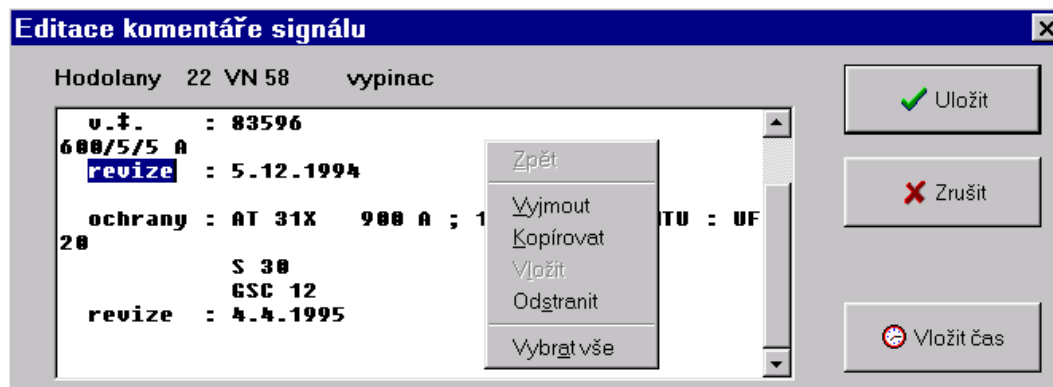 Editace komentáře signálu
Hodolany 22 VN 58 vypinac
v.‡. : 83596
600/5/5 A
revize : 5.12.1994
ochrany : AT 31X 900 A ; 1 TU : UF
20
S 30
GSC 12
revize : 4.4.1995
Zpět
Vyjmout
Kopírovat
Vložit
Odstranit
Vybrat vše
Uložit
Zrušit
Vložit čas